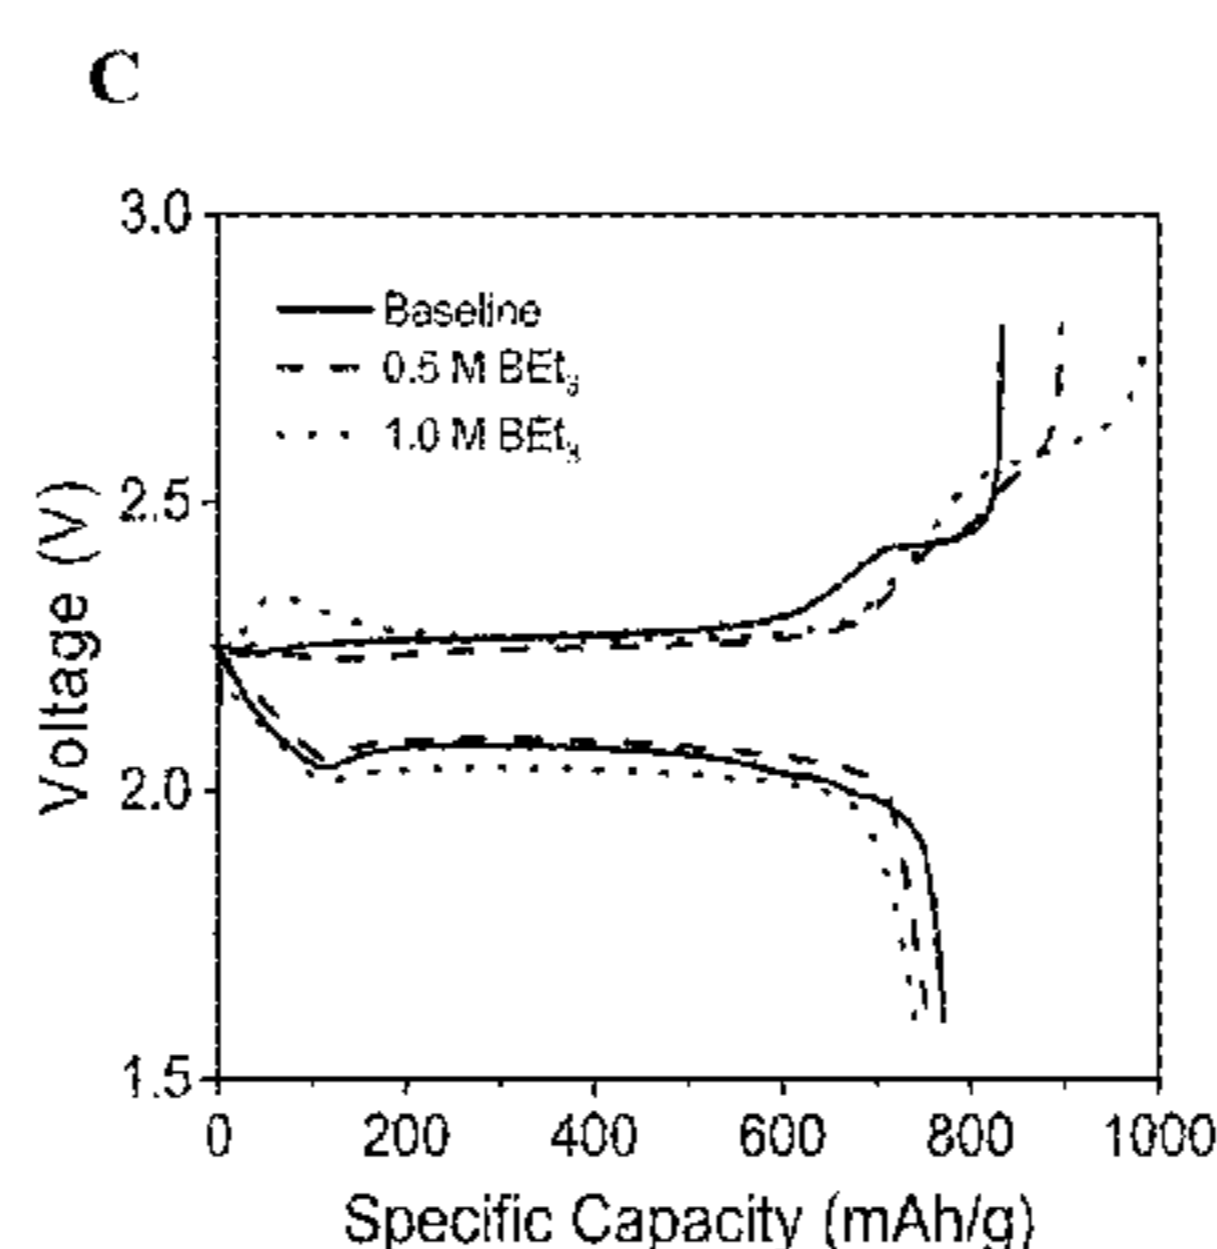 C
3.0
Baseline
0.5 M BEt₃
1.0 M BEt₃
2.5
2.0
1.5
Voltage (V)
0 200 400 600 800 1000
Specific Capacity (mAh/g)